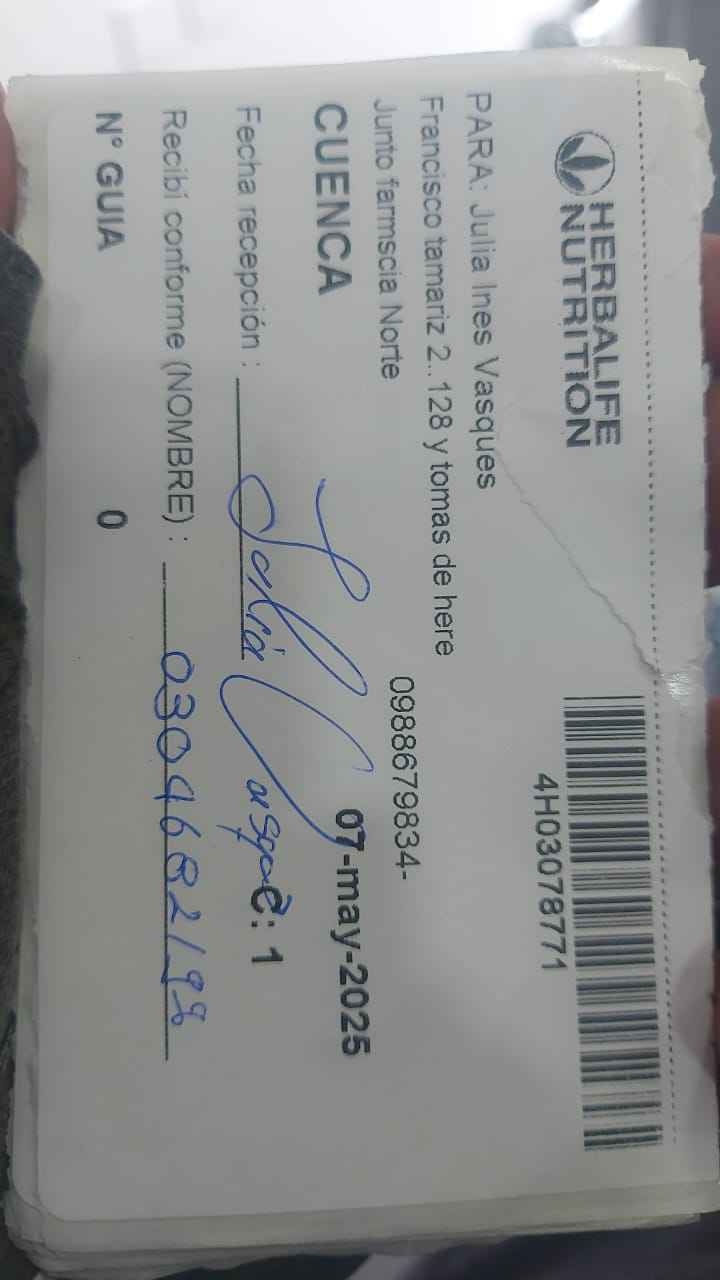 HERBALIFE
NUTRITION
4H03078771
PARA: Julia Ines Vasques
Francisco tamariz 2.. 128 y tomas de here
Junto farmscia Norte
0988679834-
CUENCA
07-may-2025
Fecha recepción :
C: 1
Recibí conforme (NOMBRE) : 0304682198
N° GUIA 0